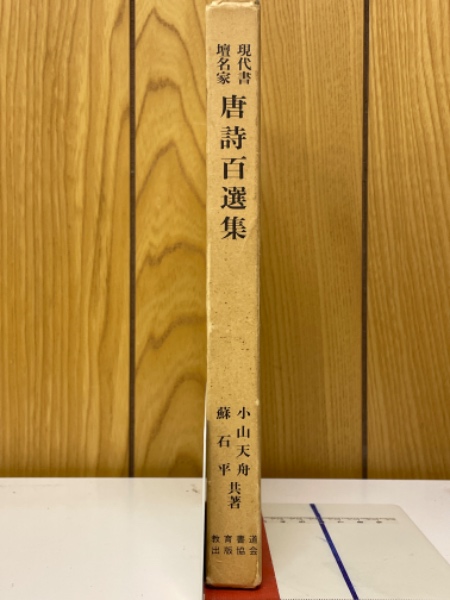 現代書
壇名家
唐詩百選集
小山天舟
蘇石平
共著
教育書道
出版協会